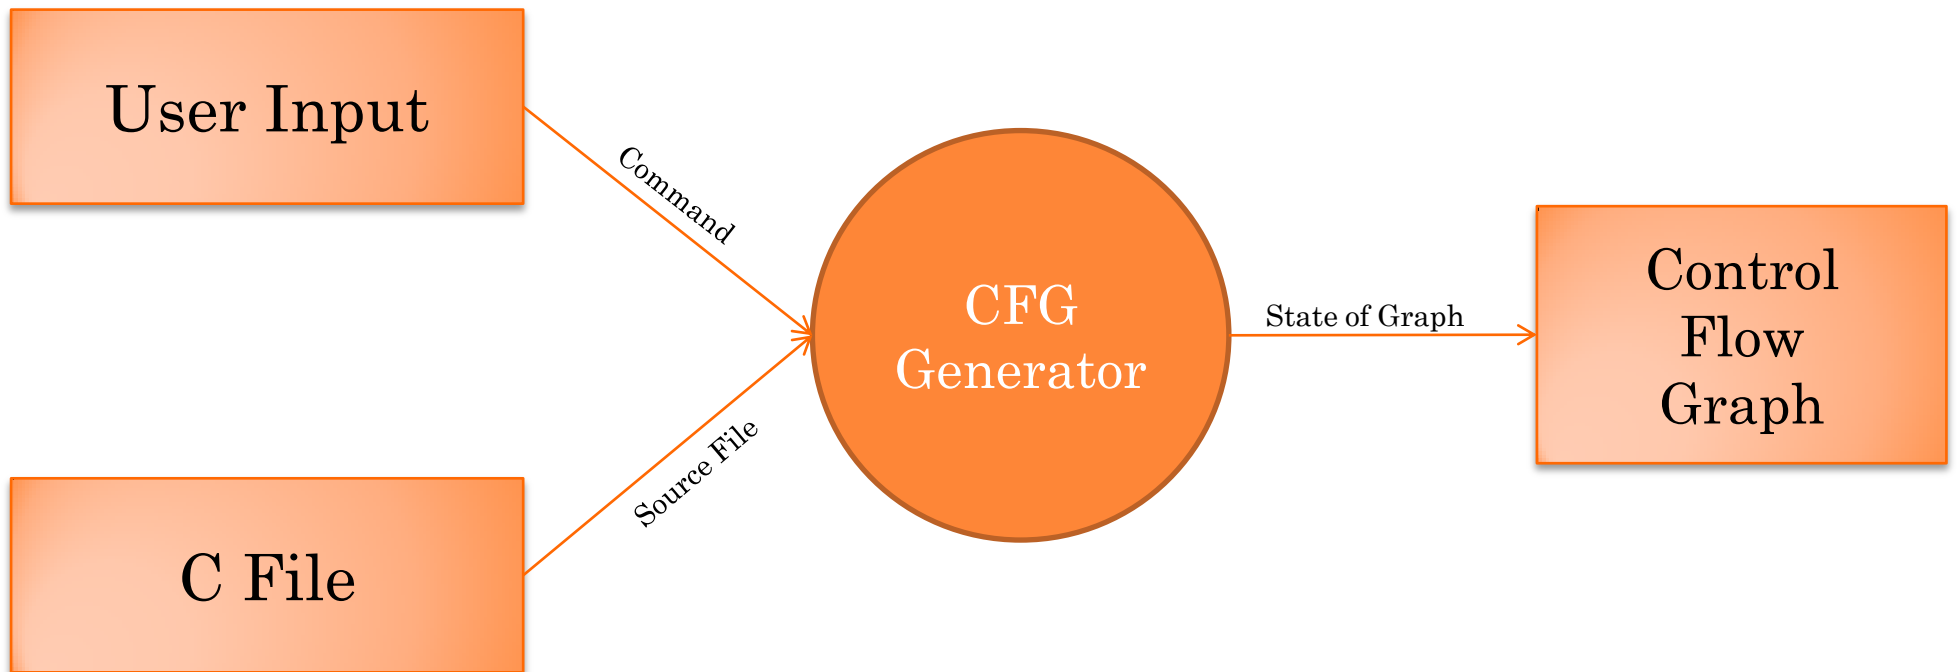 User Input
Command
CFG
Generator
State of Graph
Control
Flow
Graph
Source File
C File